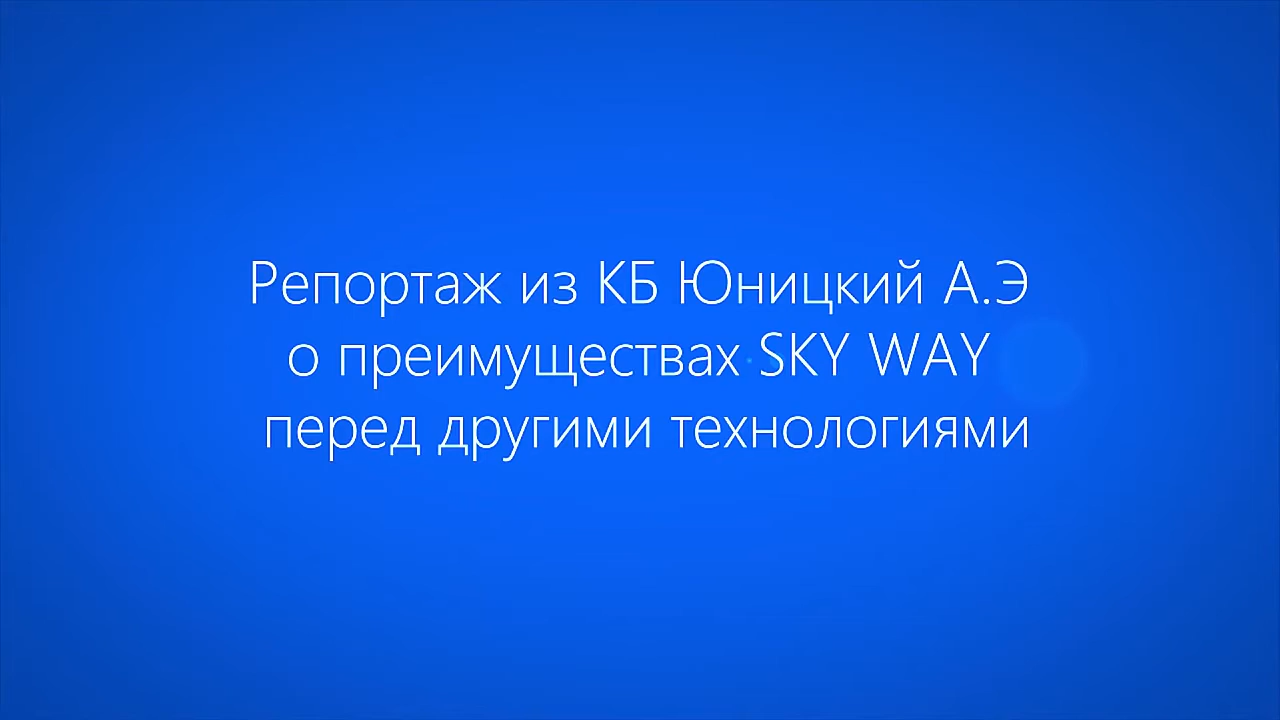 Репортаж из КБ Юницкий А.Э
о преимуществах SKY WAY
перед другими технологиями